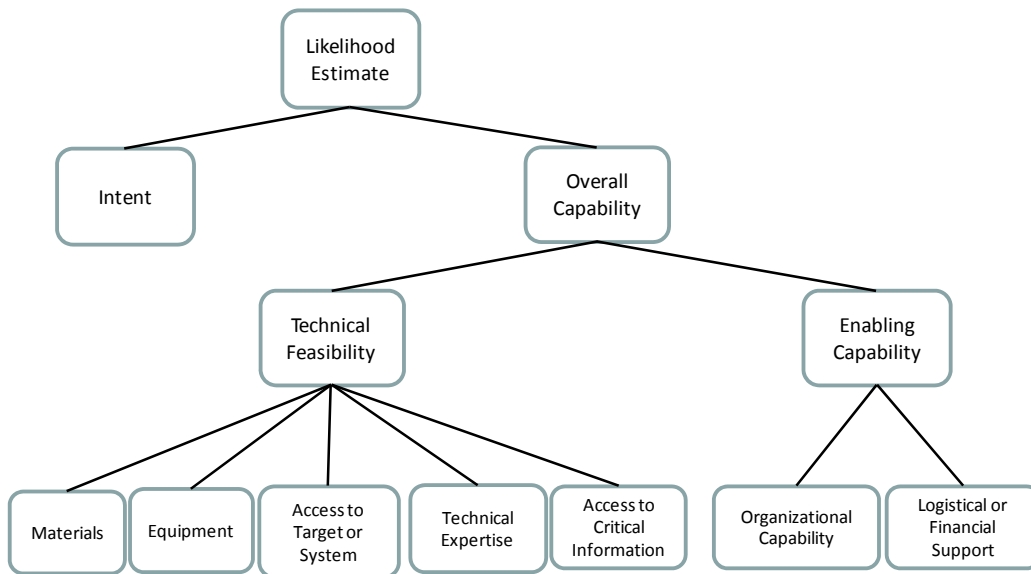 Likelihood
Estimate
Intent
Overall
Capability
Technical
Feasibility
Enabling
Capability
Materials
Equipment
Access to
Target or
System
Technical
Expertise
Access to
Critical
Information
Organizational
Capability
Logistical or
Financial
Support